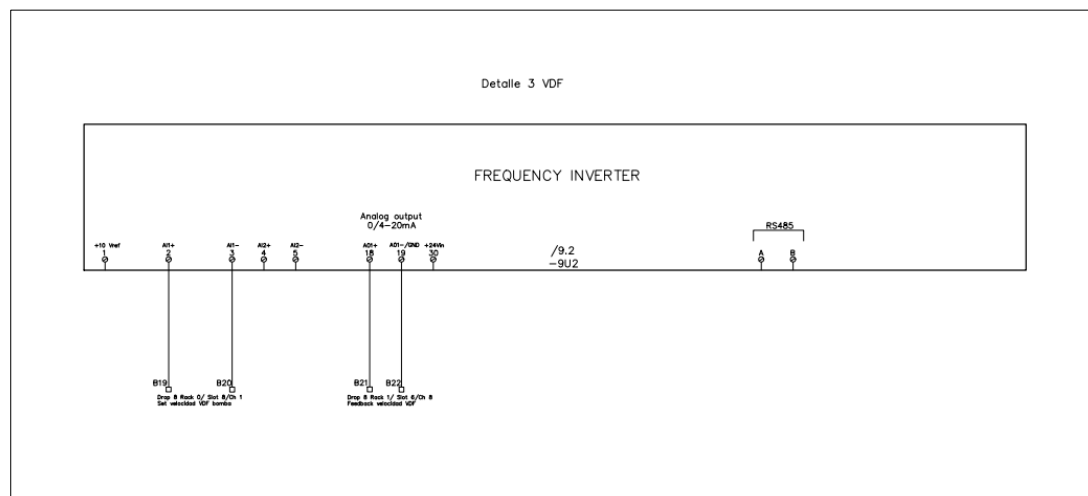 Detalle 3 VDF
FREQUENCY INVERTER
Analog output
0/4-20mA
+10 Vref AI1+ AI1- AI2+ AI2- AO1+ AO1-/GND +24Vin
1 2 3 4 5 18 19 30
RS485
A B
/9.2
-9U2
B19 B20 B21 B22
Drop 8 Rack 0/ Slot 8/Ch 1
Set velocidad VDF bomba
Drop 8 Rack 1/ Slot 6/Ch 8
Feedback velocidad VDF